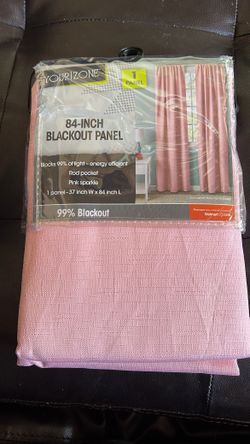 YOUR ZONE
1
PANEL
84-INCH
BLACKOUT PANEL
Blocks 99% of light - energy efficient
Rod pocket
Pink sparkle
1 panel - 37 inch W x 84 inch L
99% Blackout